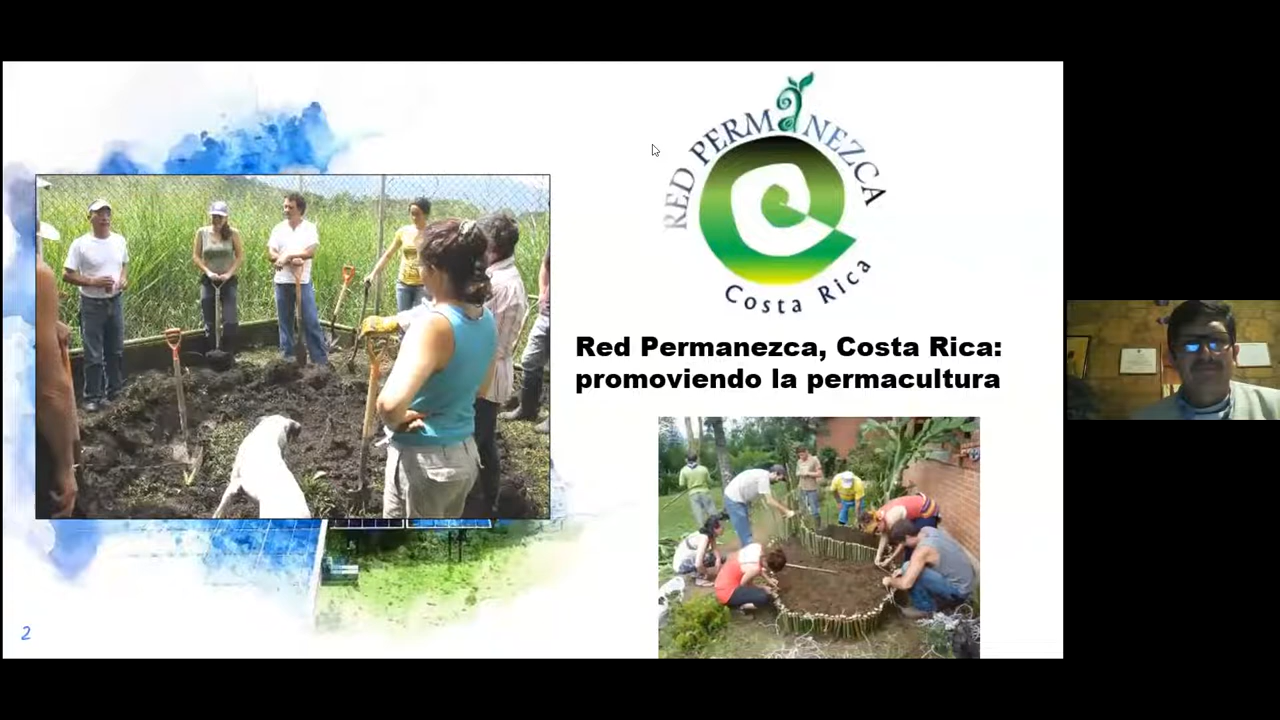 RED PERMANEZCA
Costa Rica
Red Permanezca, Costa Rica:
promoviendo la permacultura
2